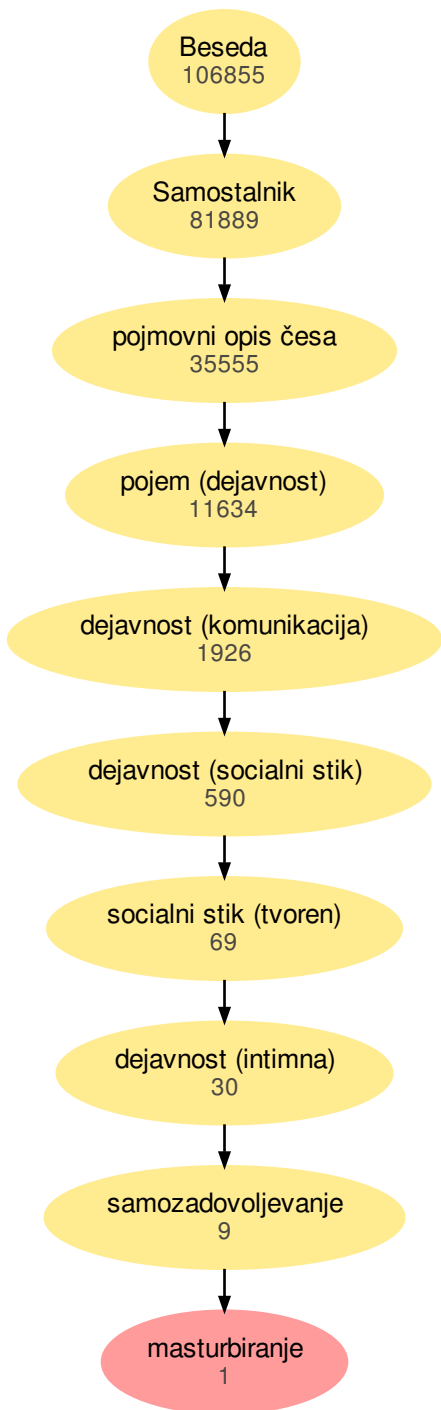 Beseda
106855
Samostalnik
81889
pojmovni opis česa
35555
pojem (dejavnost)
11634
dejavnost (komunikacija)
1926
dejavnost (socialni stik)
590
socialni stik (tvoren)
69
dejavnost (intimna)
30
samozadovoljevanje
9
masturbiranje
1